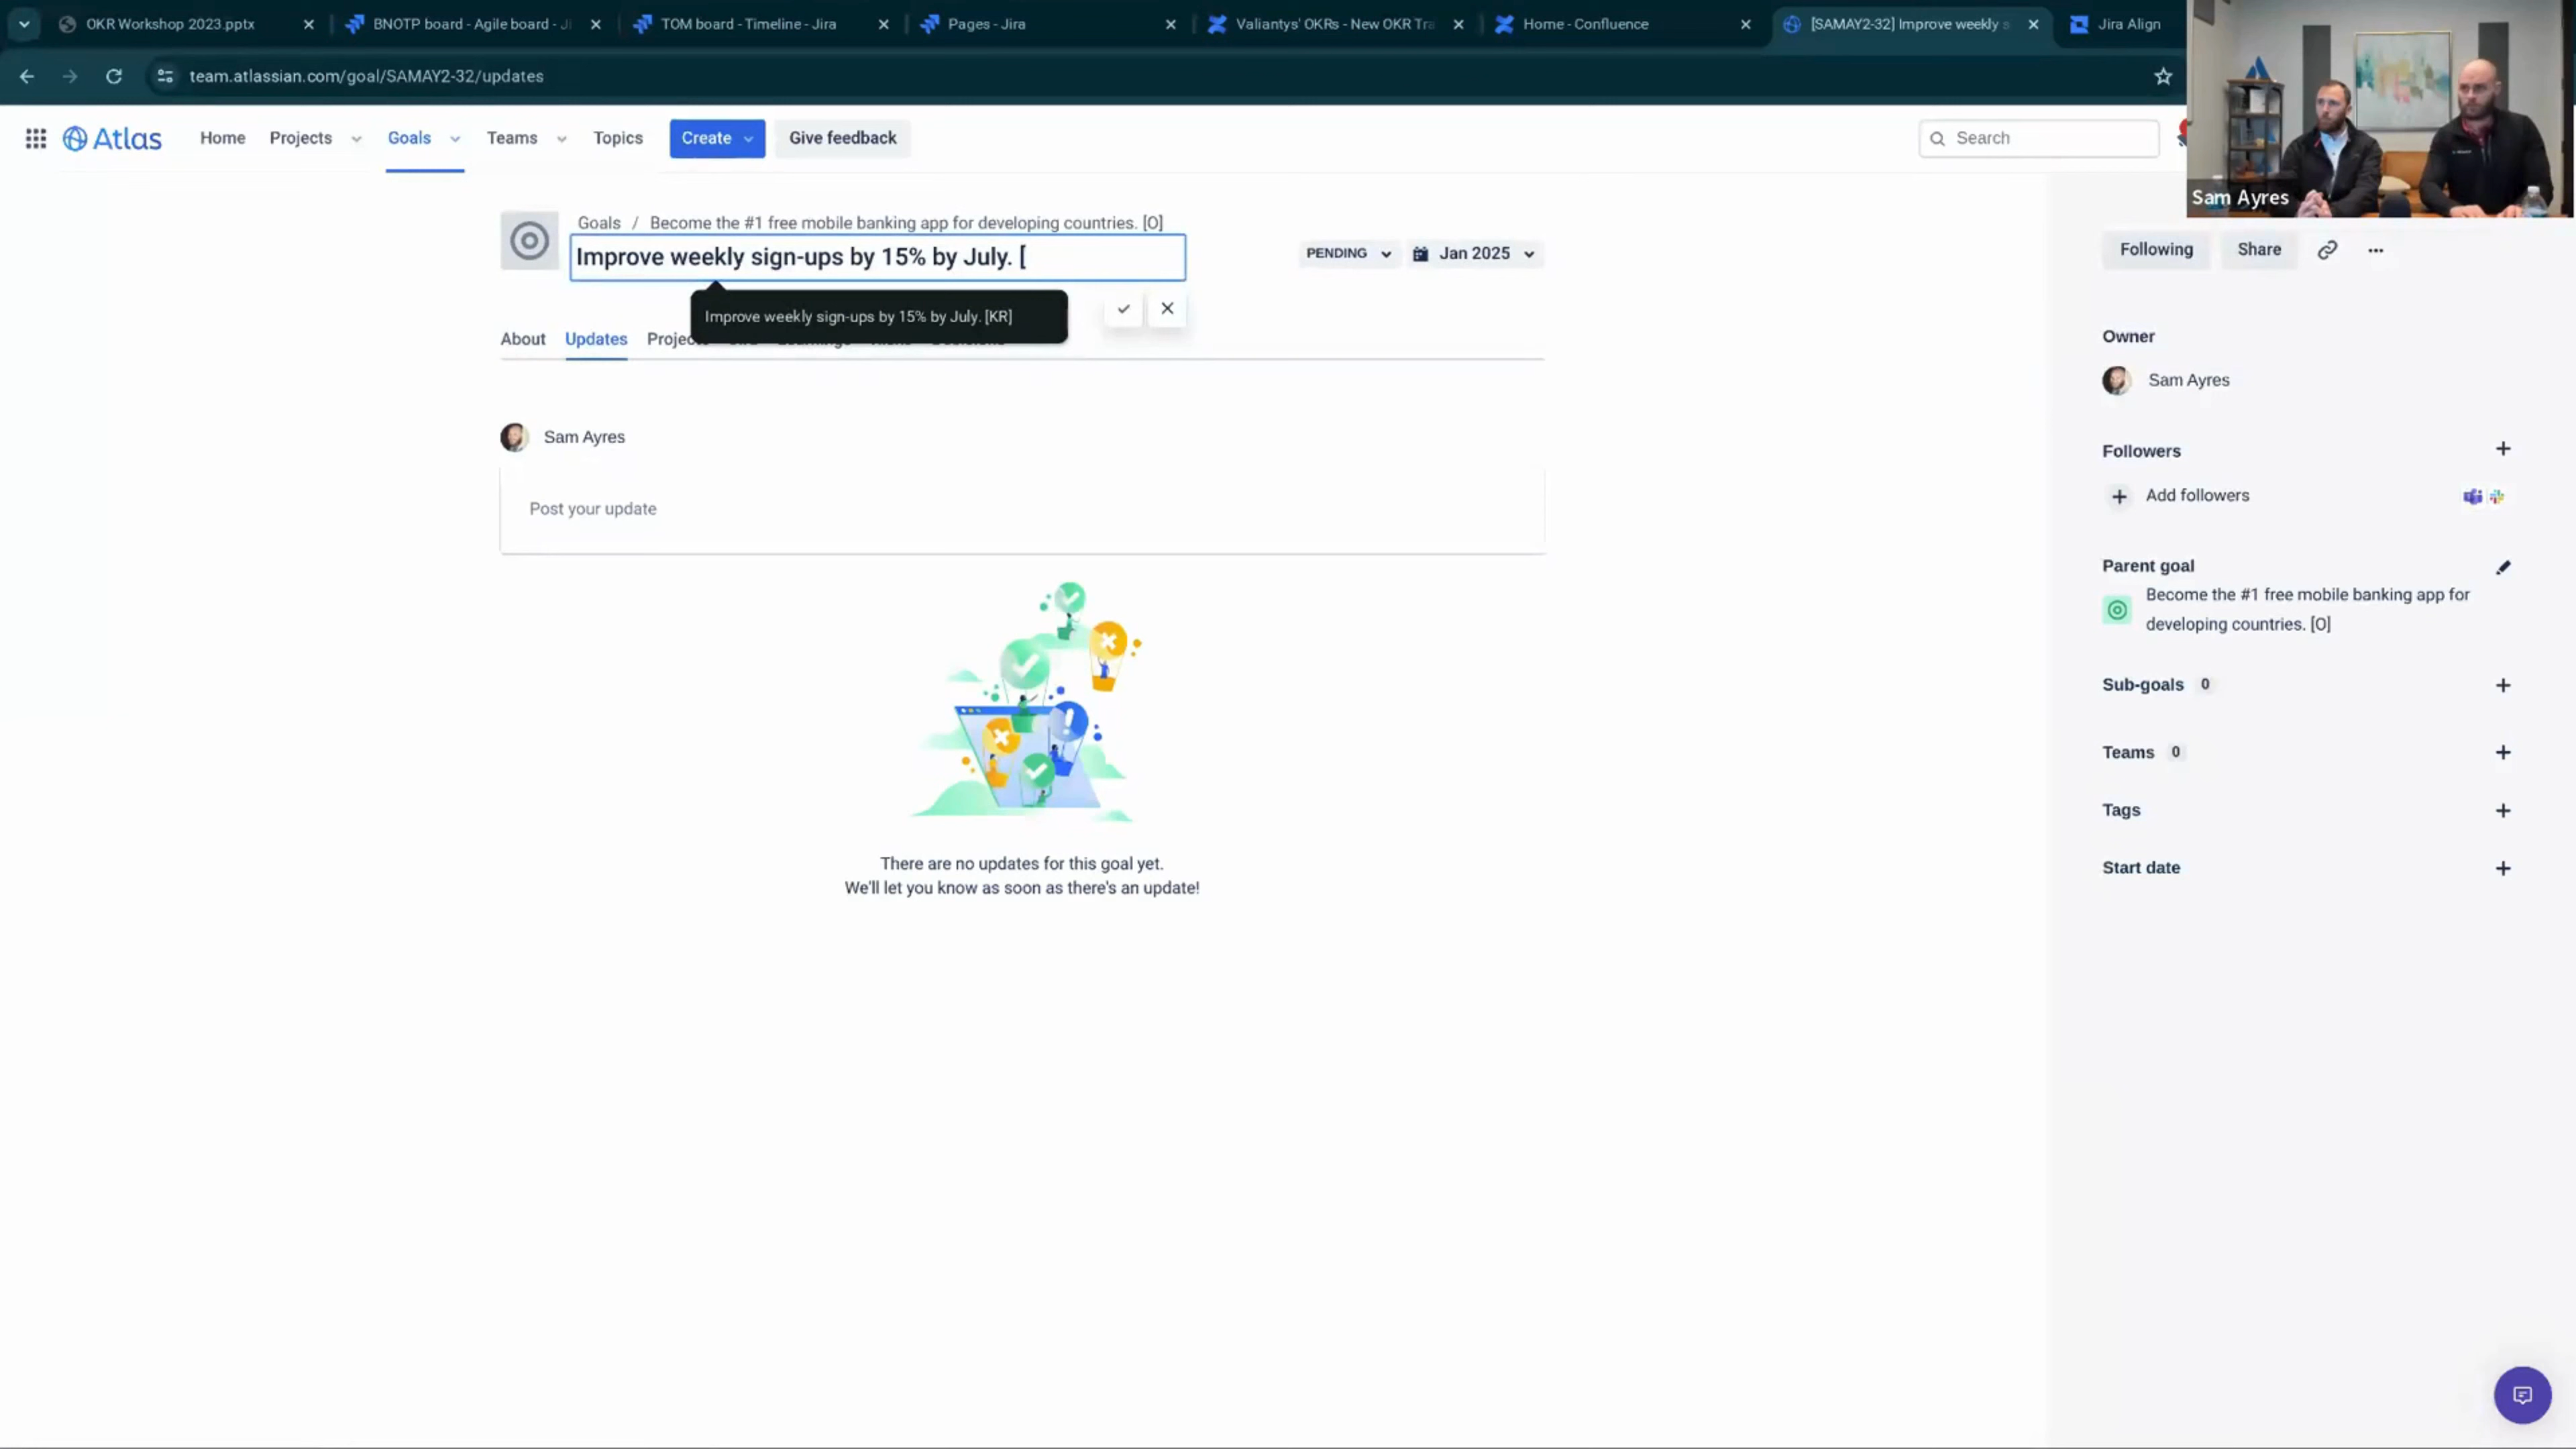 OKR Workshop 2023.pptx
BNOTP board - Agile board - Ji
TOM board - Timeline - Jira
Pages - Jira
Valiantys' OKRs - New OKR Tra
Home - Confluence
[SAMAY2-32] Improve weekly s
Jira Align
team.atlassian.com/goal/SAMAY2-32/updates
Atlas
Home
Projects
Goals
Teams
Topics
Create
Give feedback
Search
Sam Ayres
Goals / Become the #1 free mobile banking app for developing countries. [O]
Improve weekly sign-ups by 15% by July. [
PENDING
Jan 2025
Following
Share
Improve weekly sign-ups by 15% by July. [KR]
About
Updates
Projec
Owner
Sam Ayres
Sam Ayres
Post your update
Followers
Add followers
Parent goal
Become the #1 free mobile banking app for
developing countries. [O]
Sub-goals 0
Teams 0
Tags
Start date
There are no updates for this goal yet.
We'll let you know as soon as there's an update!